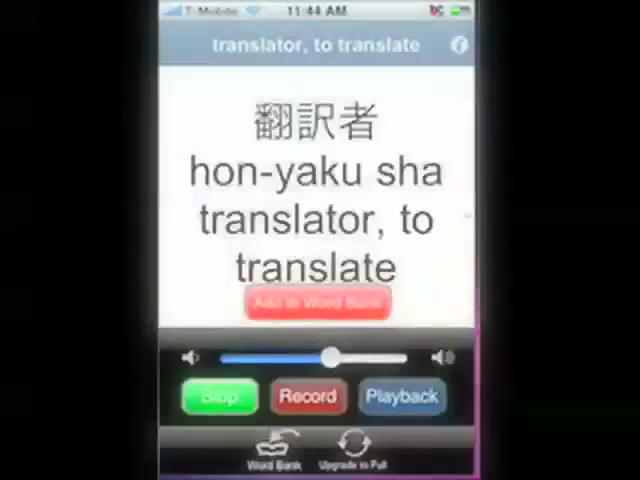 T-Mobile
11:44 AM
translator, to translate
翻訳者
hon-yaku sha
translator, to
translate
Add to Word Bank
Stop
Record
Playback
Word Bank
Upgrade to Full